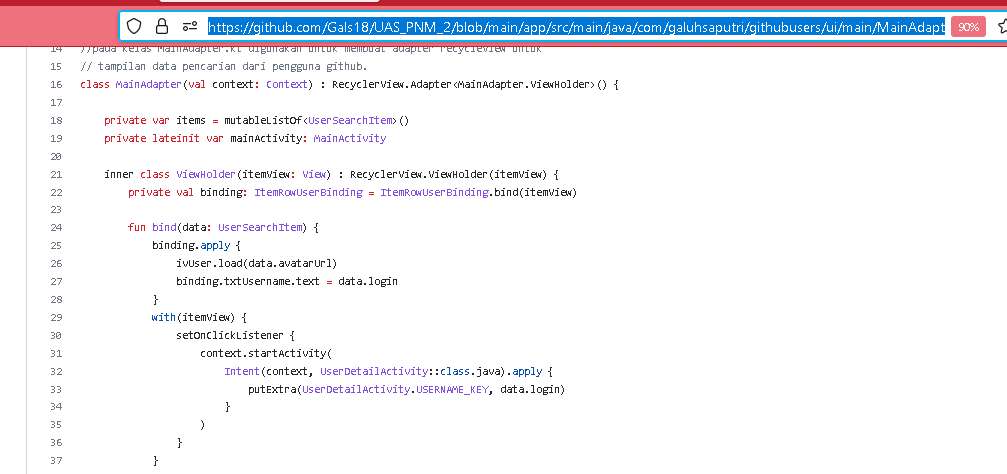 https://github.com/Gals18/UAS_PNM_2/blob/main/app/src/main/java/com/galuhsaputri/githubusers/ui/main/MainAdapt
90%
14 //pada kelas MainAdapter.kt digunakan untuk membuat adapter recycleview untuk
15 // tampilan data pencarian dari pengguna github.
16 class MainAdapter(val context: Context) : RecyclerView.Adapter<MainAdapter.ViewHolder>() {
17
18 private var items = mutableListOf<UserSearchItem>()
19 private lateinit var mainActivity: MainActivity
20
21 inner class ViewHolder(itemView: View) : RecyclerView.ViewHolder(itemView) {
22 private val binding: ItemRowUserBinding = ItemRowUserBinding.bind(itemView)
23
24 fun bind(data: UserSearchItem) {
25 binding.apply {
26 ivUser.load(data.avatarUrl)
27 binding.txtUsername.text = data.login
28 }
29 with(itemView) {
30 setOnClickListener {
31 context.startActivity(
32 Intent(context, UserDetailActivity::class.java).apply {
33 putExtra(UserDetailActivity.USERNAME_KEY, data.login)
34 }
35 )
36 }
37 }